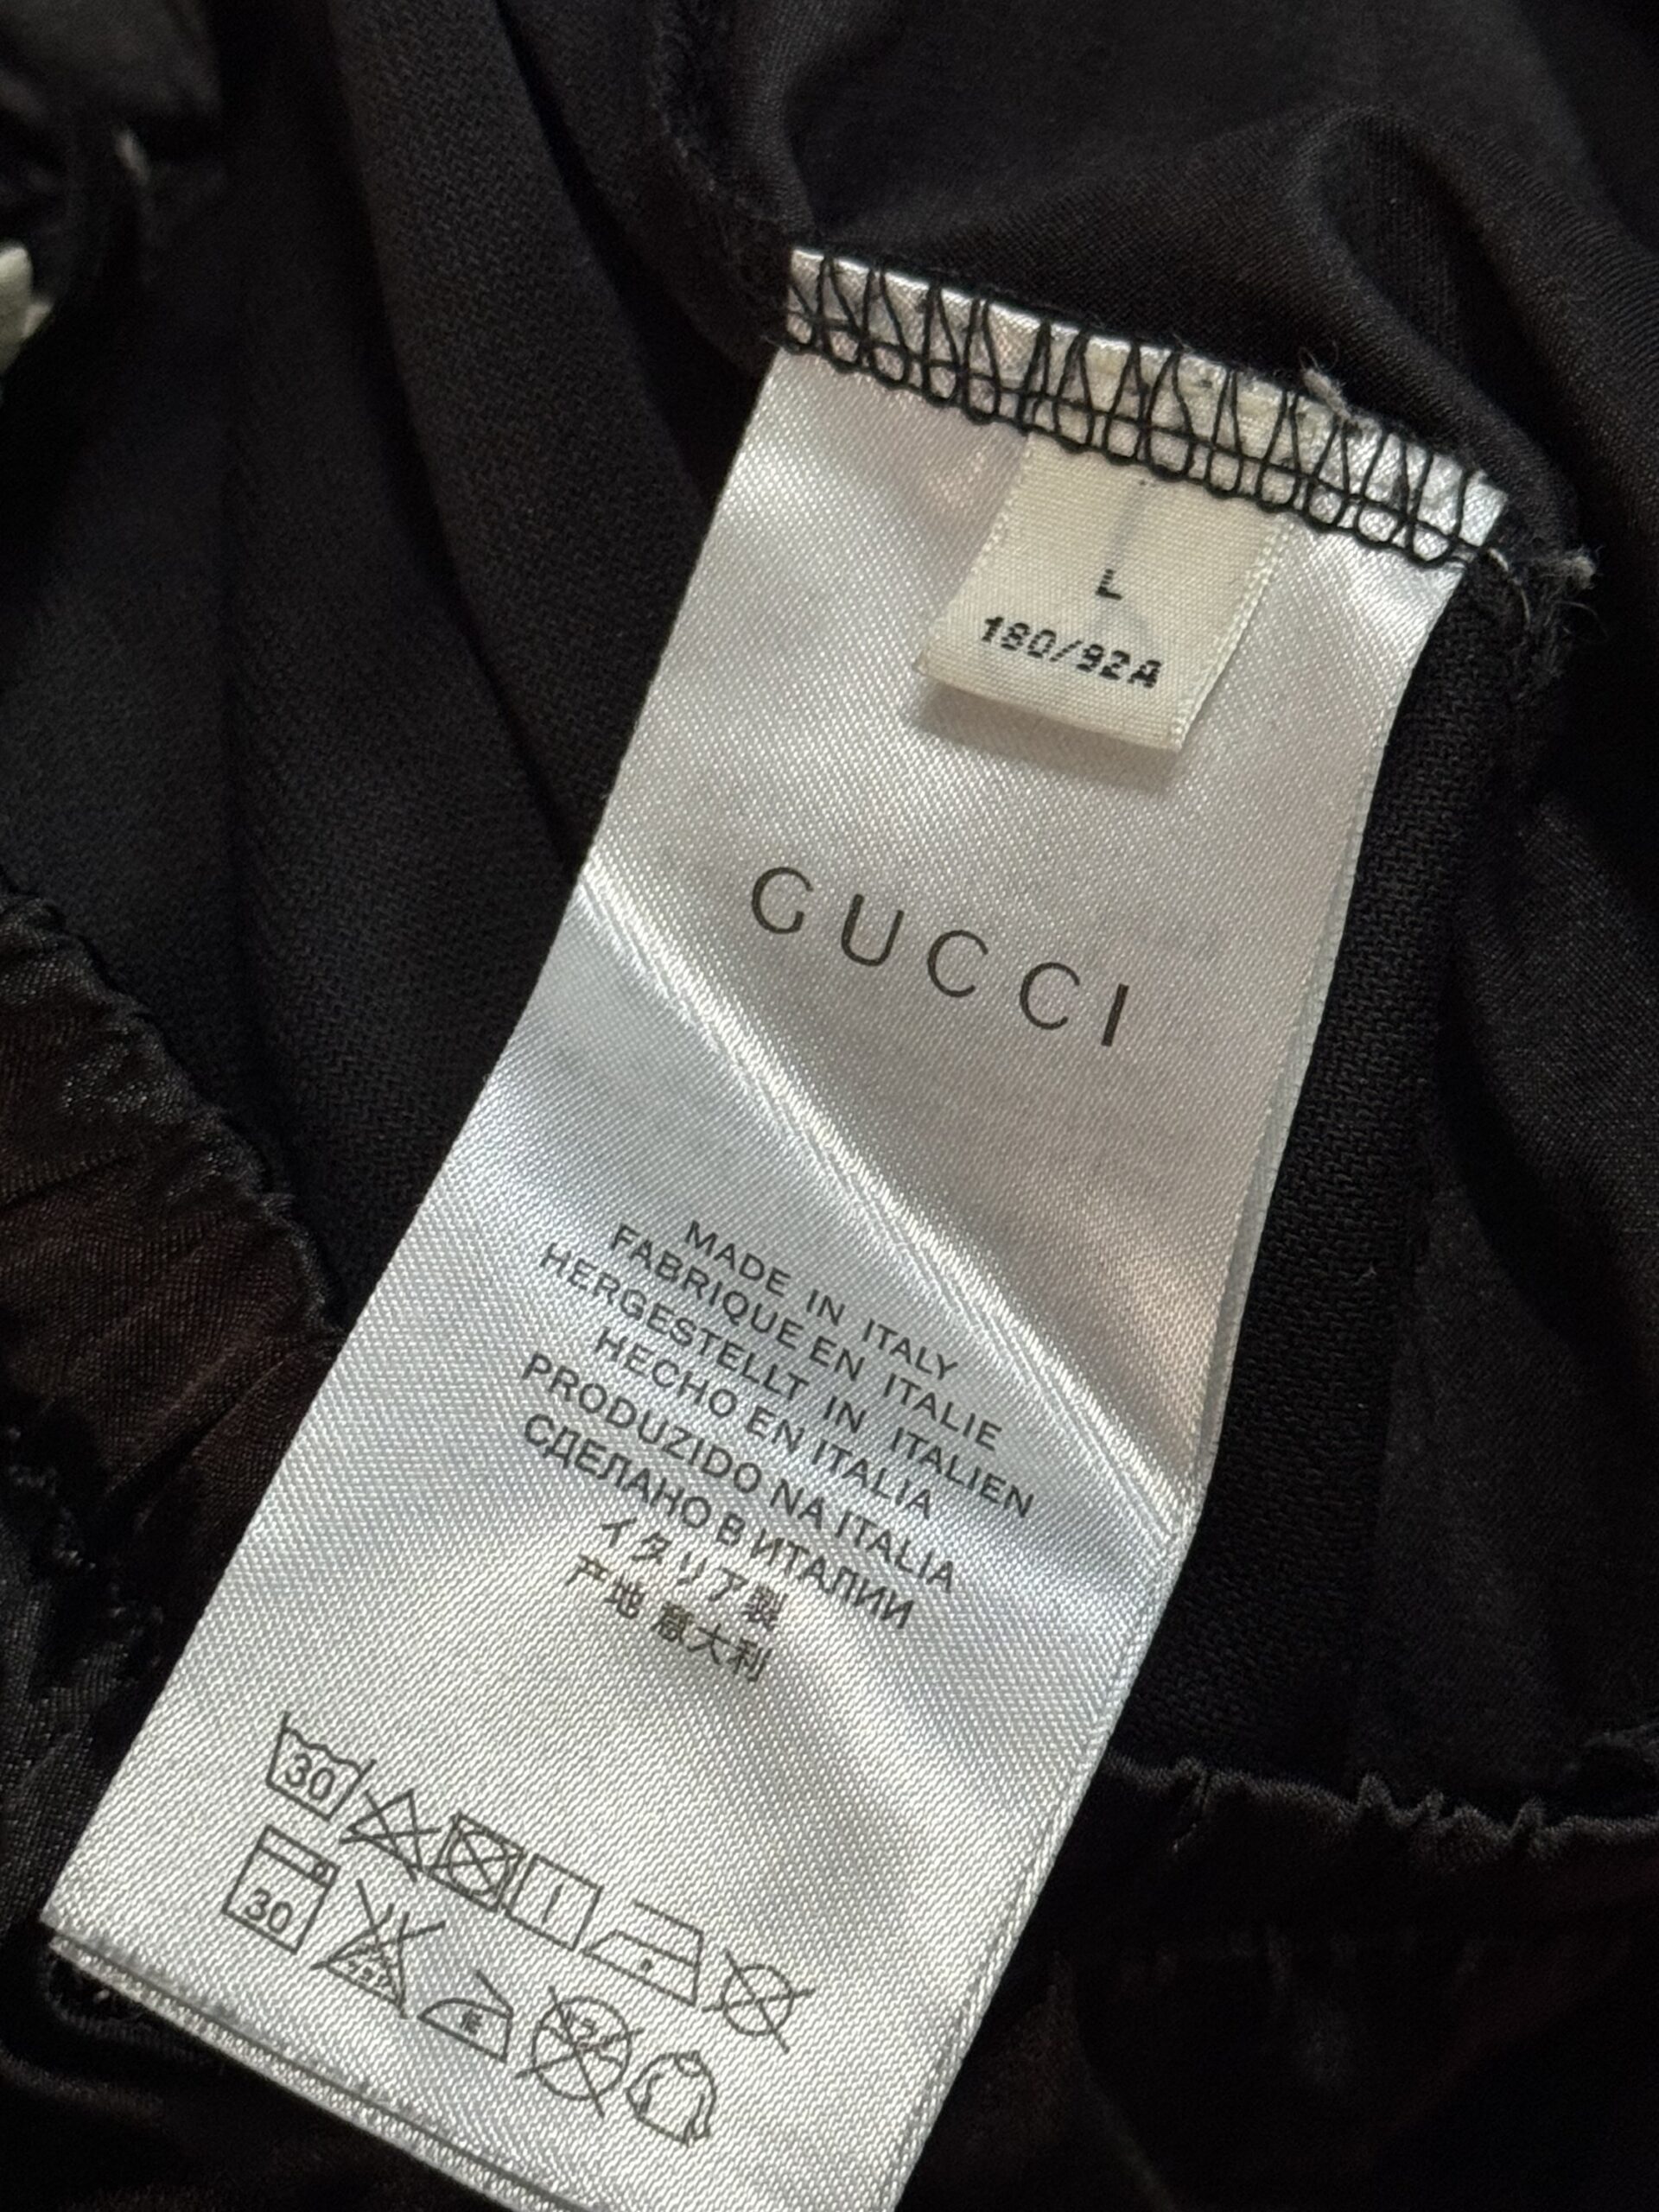 L
180/92A
GUCCI
MADE IN ITALY
FABRIQUE EN ITALIE
HERGESTELLT IN ITALIEN
HECHO EN ITALIA
PRODUZIDO NA ITALIA
СДЕЛАНО В ИТАЛИИ
イタリア製
产地 意大利
30
30